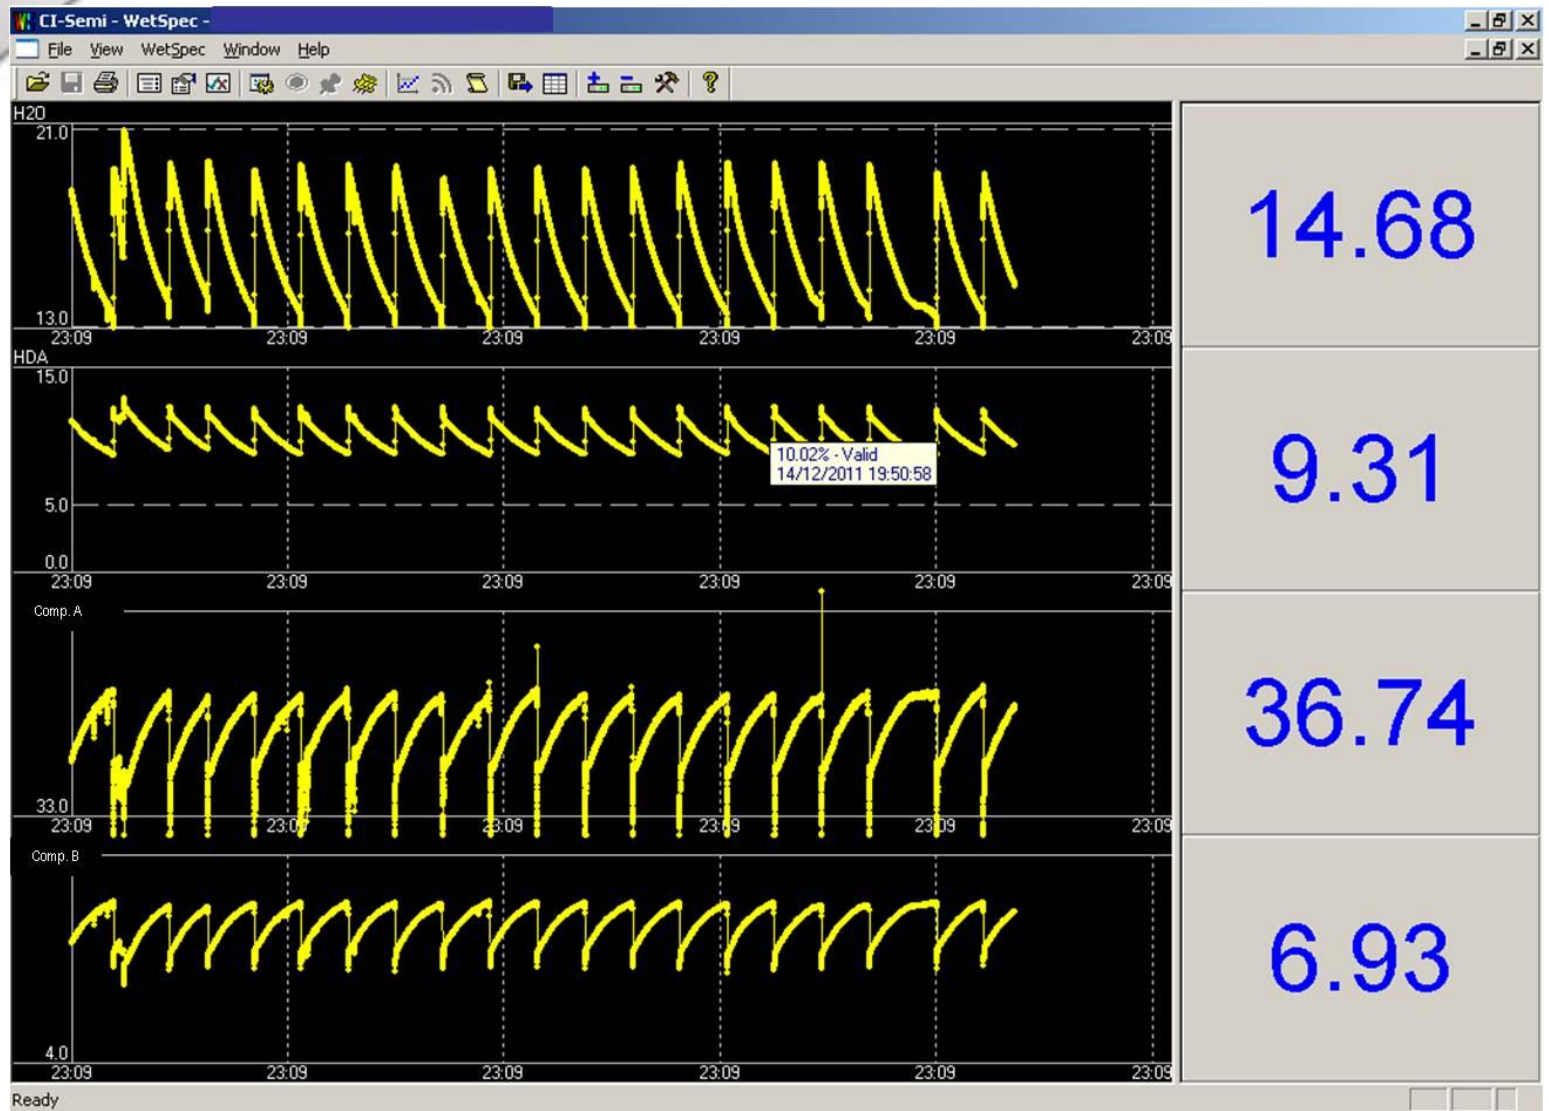 CI-Semi - WetSpec -
File View WetSpec Window Help
H2O
21.0
13.0
23:09 23:09 23:09 23:09 23:09 23:09
14.68
HDA
15.0
10.02% - Valid
14/12/2011 19:50:58
5.0
0.0
23:09 23:09 23:09 23:09 23:09 23:09
9.31
Comp. A
33.0
23:09 23:09 23:09 23:09 23:09 23:09
36.74
Comp. B
4.0
23:09 23:09 23:09 23:09 23:09 23:09
6.93
Ready